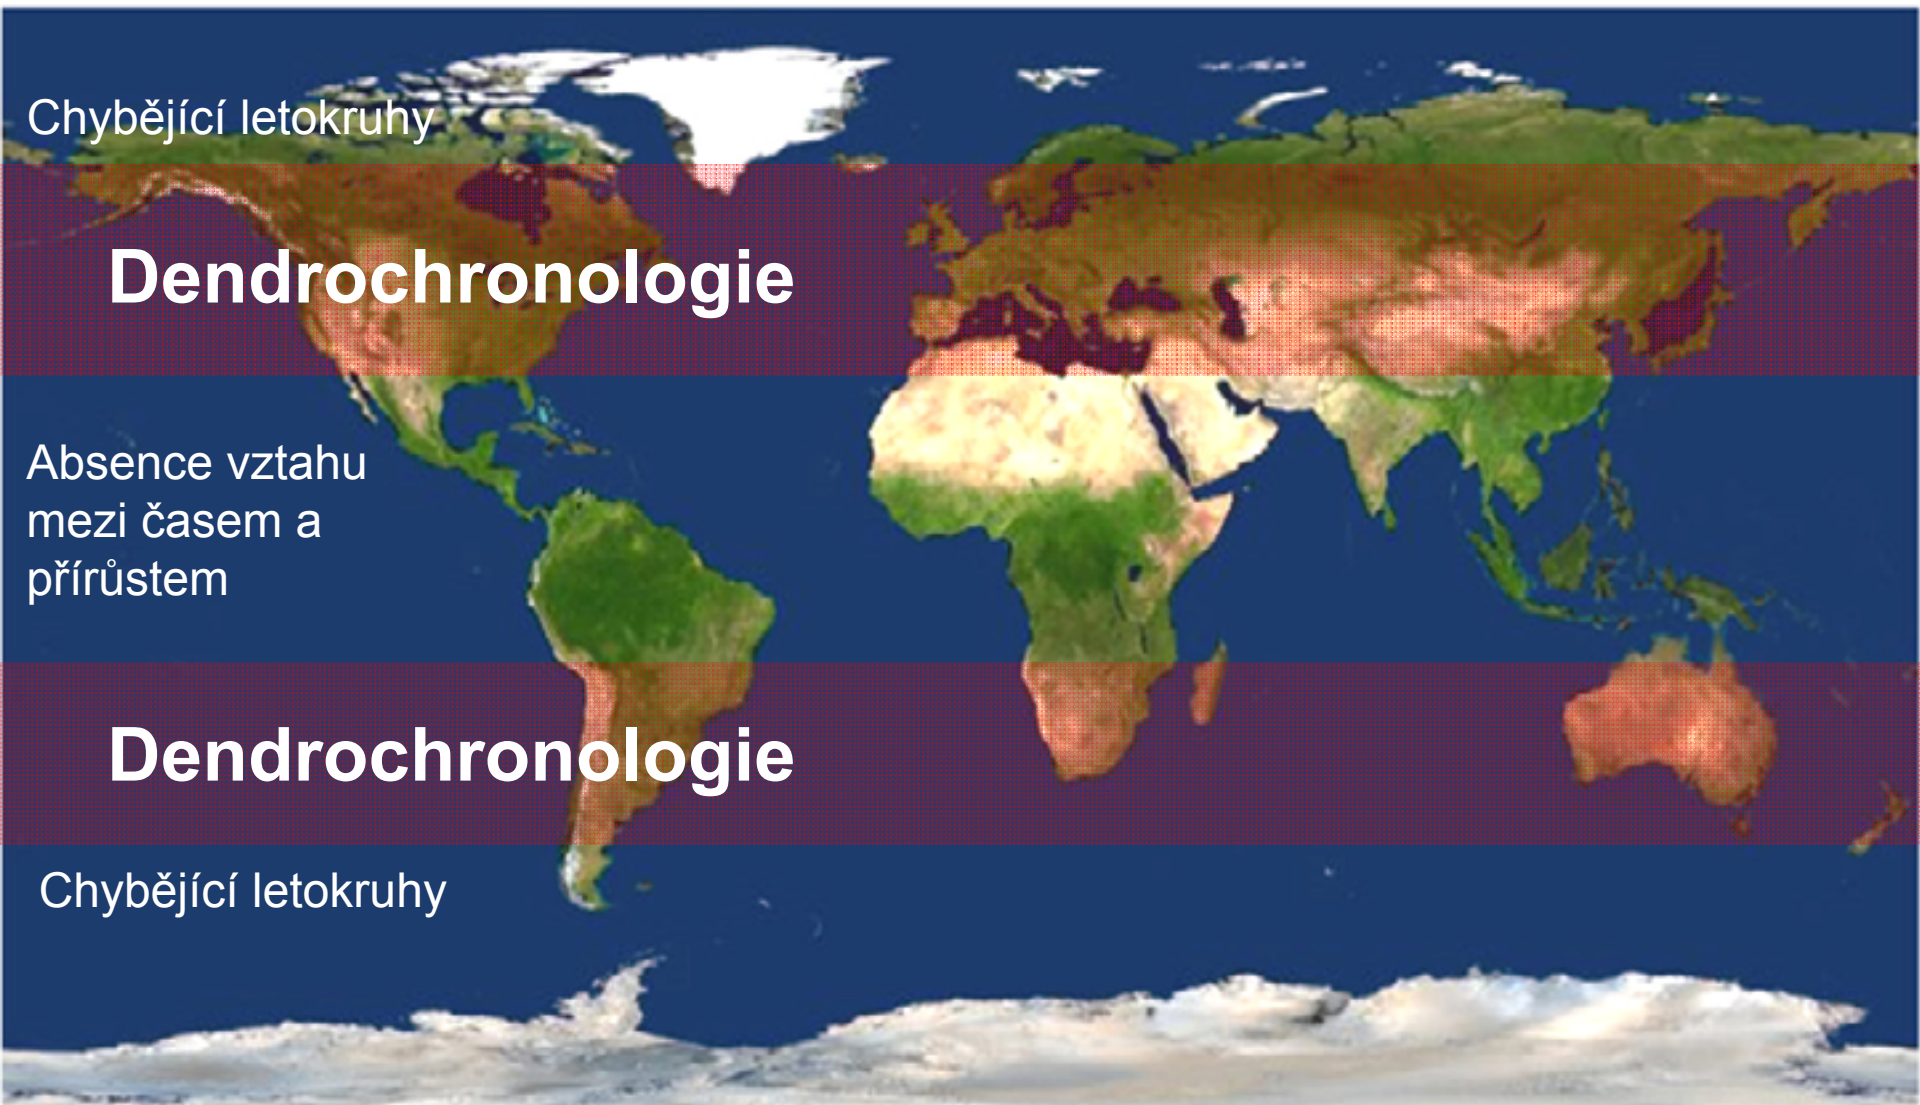 Chybějící letokruhy
Dendrochronologie
Absence vztahu
mezi časem a
přírůstem
Dendrochronologie
Chybějící letokruhy